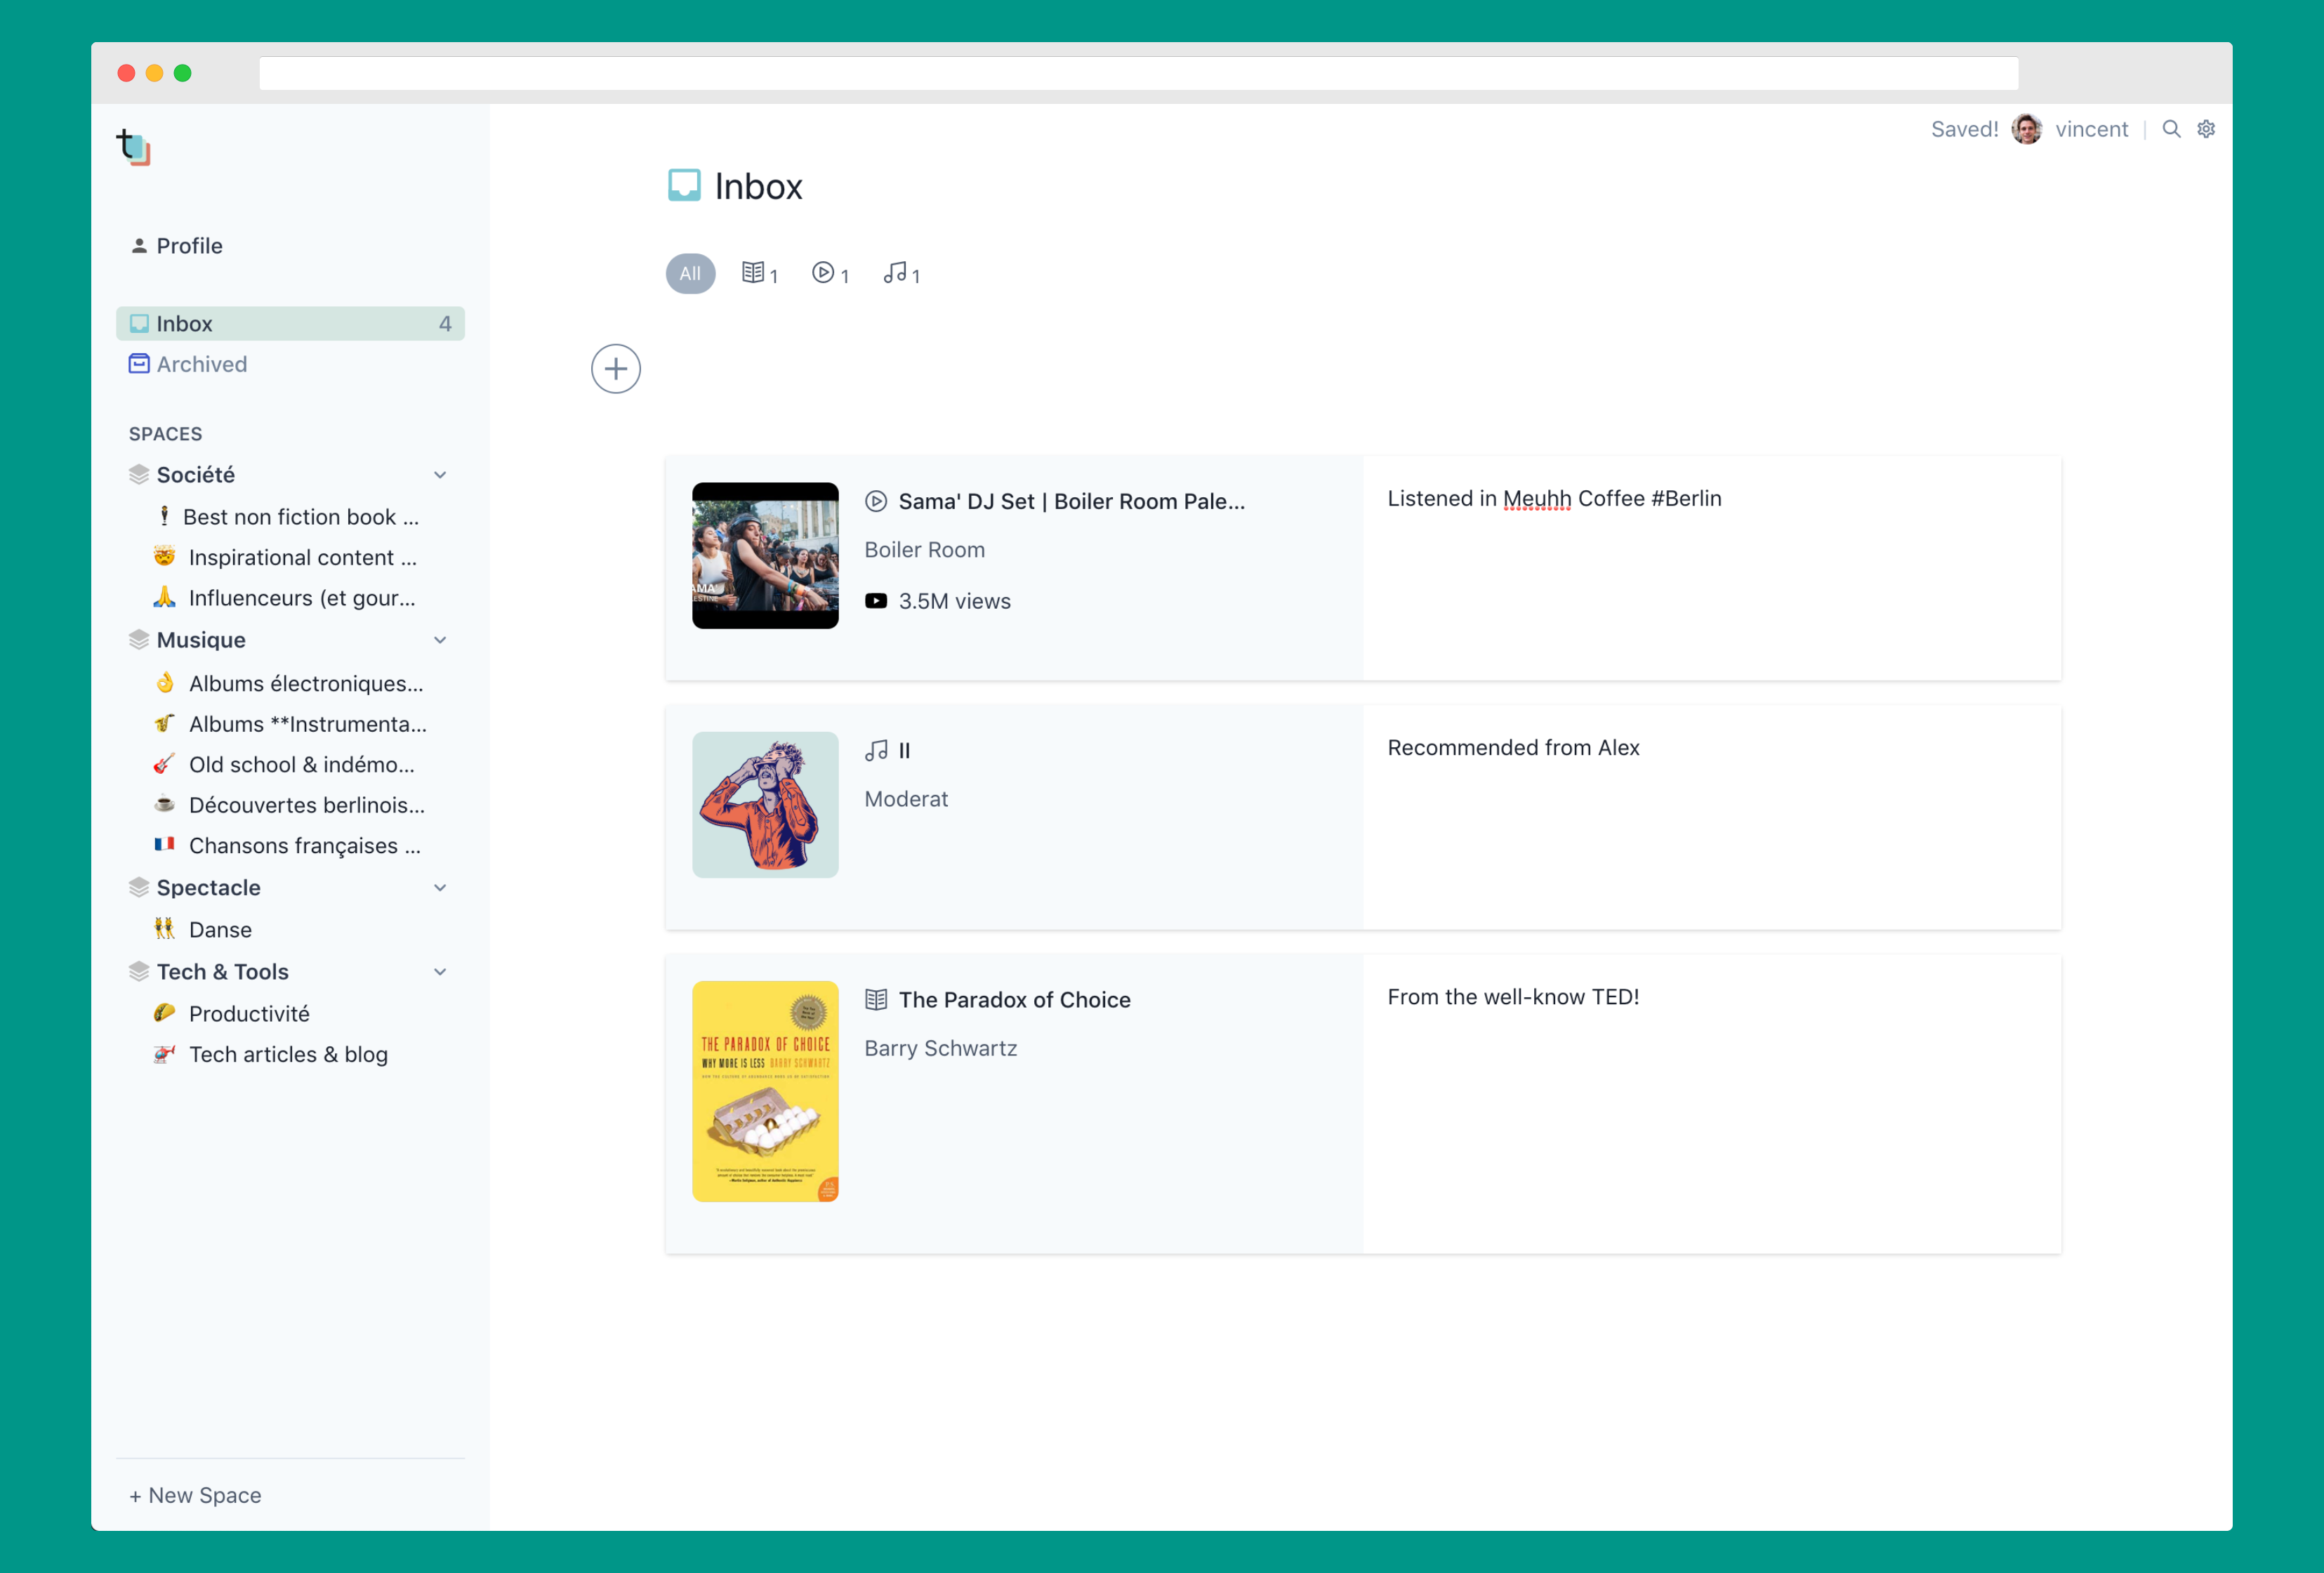 t
Saved! vincent
Inbox
All 1 1 1
Profile
Inbox 4
Archived
SPACES
Société
Best non fiction book ...
Inspirational content ...
Influenceurs (et gour...
Musique
Albums électroniques...
Albums **Instrumenta...
Old school & indémo...
Découvertes berlinois...
Chansons françaises ...
Spectacle
Danse
Tech & Tools
Productivité
Tech articles & blog
+ New Space
Sama' DJ Set | Boiler Room Pale...
Boiler Room
3.5M views
Listened in Meuhh Coffee #Berlin
II
Moderat
Recommended from Alex
THE PARADOX OF CHOICE
WHY MORE IS LESS BARRY SCHWARTZ
The Paradox of Choice
Barry Schwartz
From the well-know TED!